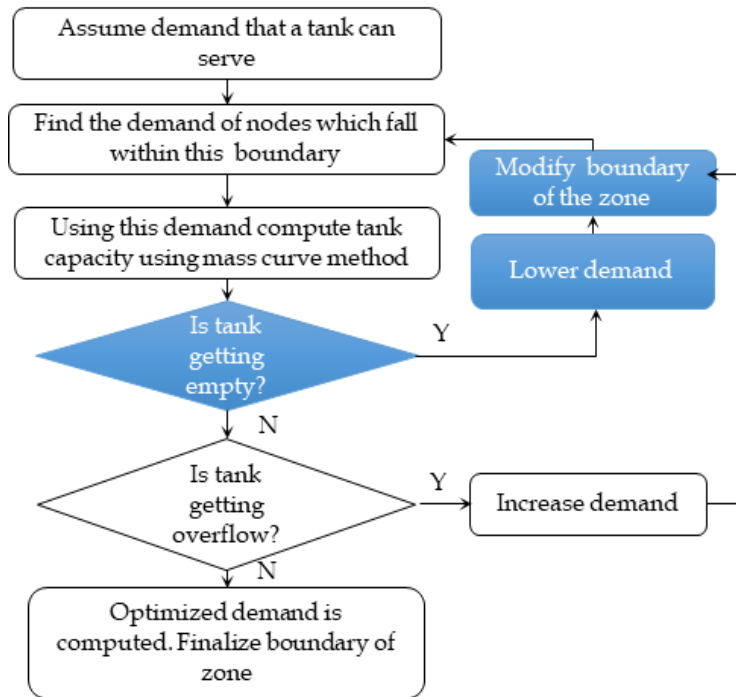 Assume demand that a tank can
serve
Find the demand of nodes which fall
within this boundary
Modify boundary
of the zone
Using this demand compute tank
capacity using mass curve method
Lower demand
Is tank
getting
empty?
Y
N
Is tank
getting
overflow?
Y
Increase demand
N
Optimized demand is
computed. Finalize boundary of
zone